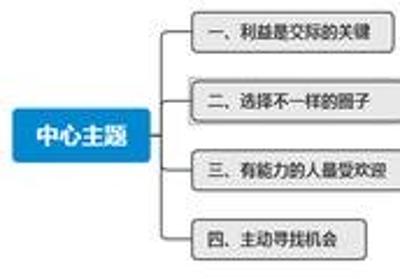 一、利益是交际的关键
二、选择不一样的圈子
中心主题
三、有能力的人最受欢迎
四、主动寻找机会